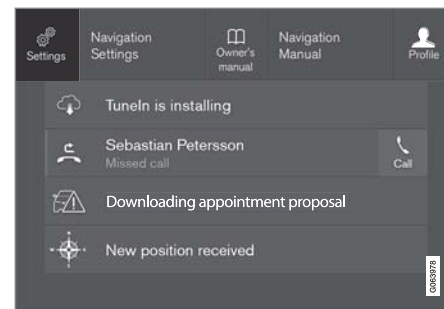 Settings
Navigation
Settings
Owner's
manual
Navigation
Manual
Profile
TuneIn is installing
Sebastian Petersson
Missed call
Call
Downloading appointment proposal
New position received
G063978